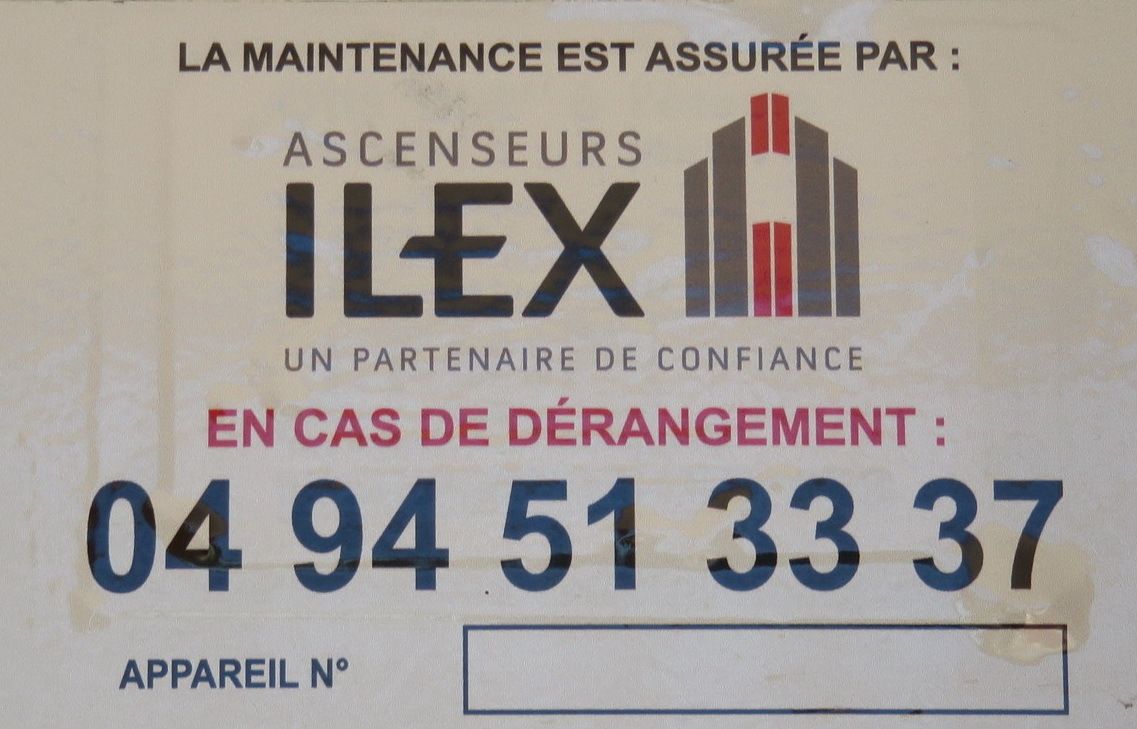 LA MAINTENANCE EST ASSURÉE PAR :
ASCENSEURS
ILEX
UN PARTENAIRE DE CONFIANCE
EN CAS DE DÉRANGEMENT :
04 94 51 33 37
APPAREIL N°